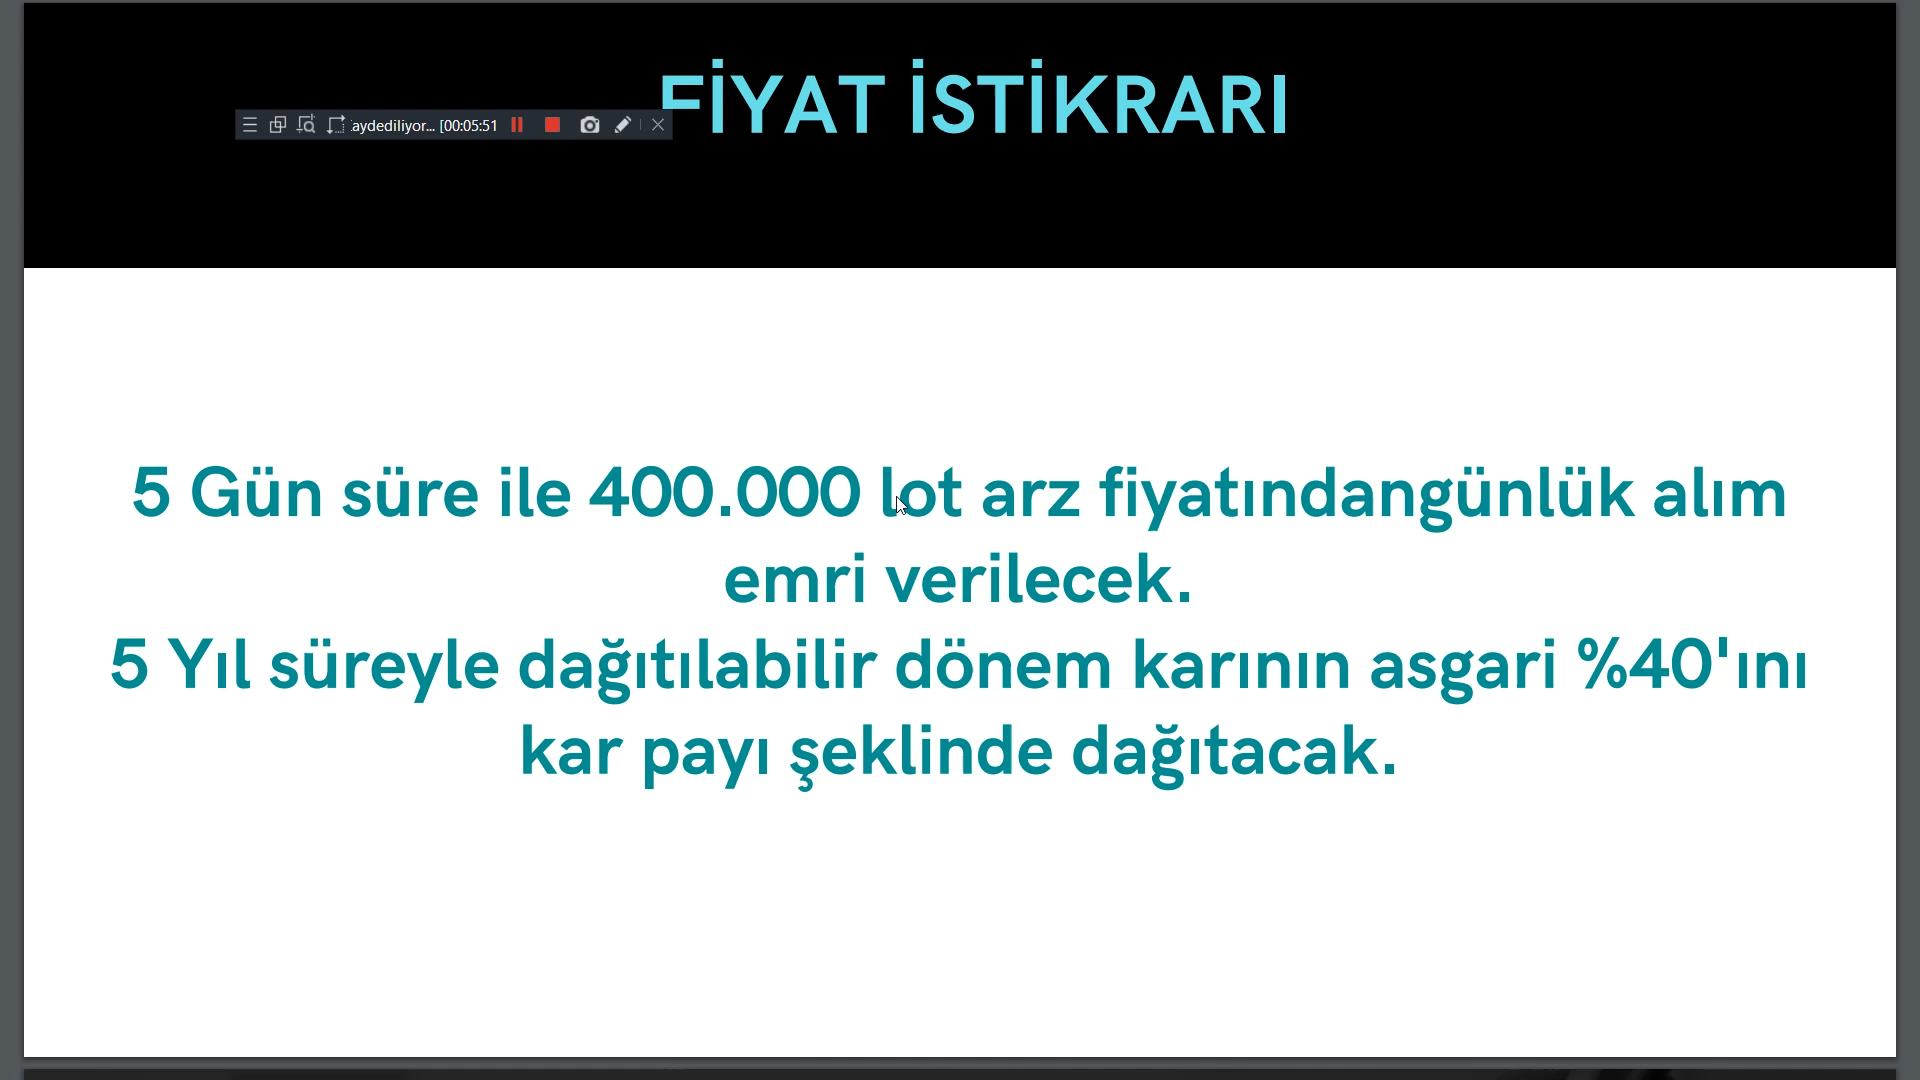 FİYAT İSTİKRARI
aydediliyor... [00:05:51
5 Gün süre ile 400.000 lot arz fiyatındangünlük alım
emri verilecek.
5 Yıl süreyle dağıtılabilir dönem karının asgari %40'ını
kar payı şeklinde dağıtacak.